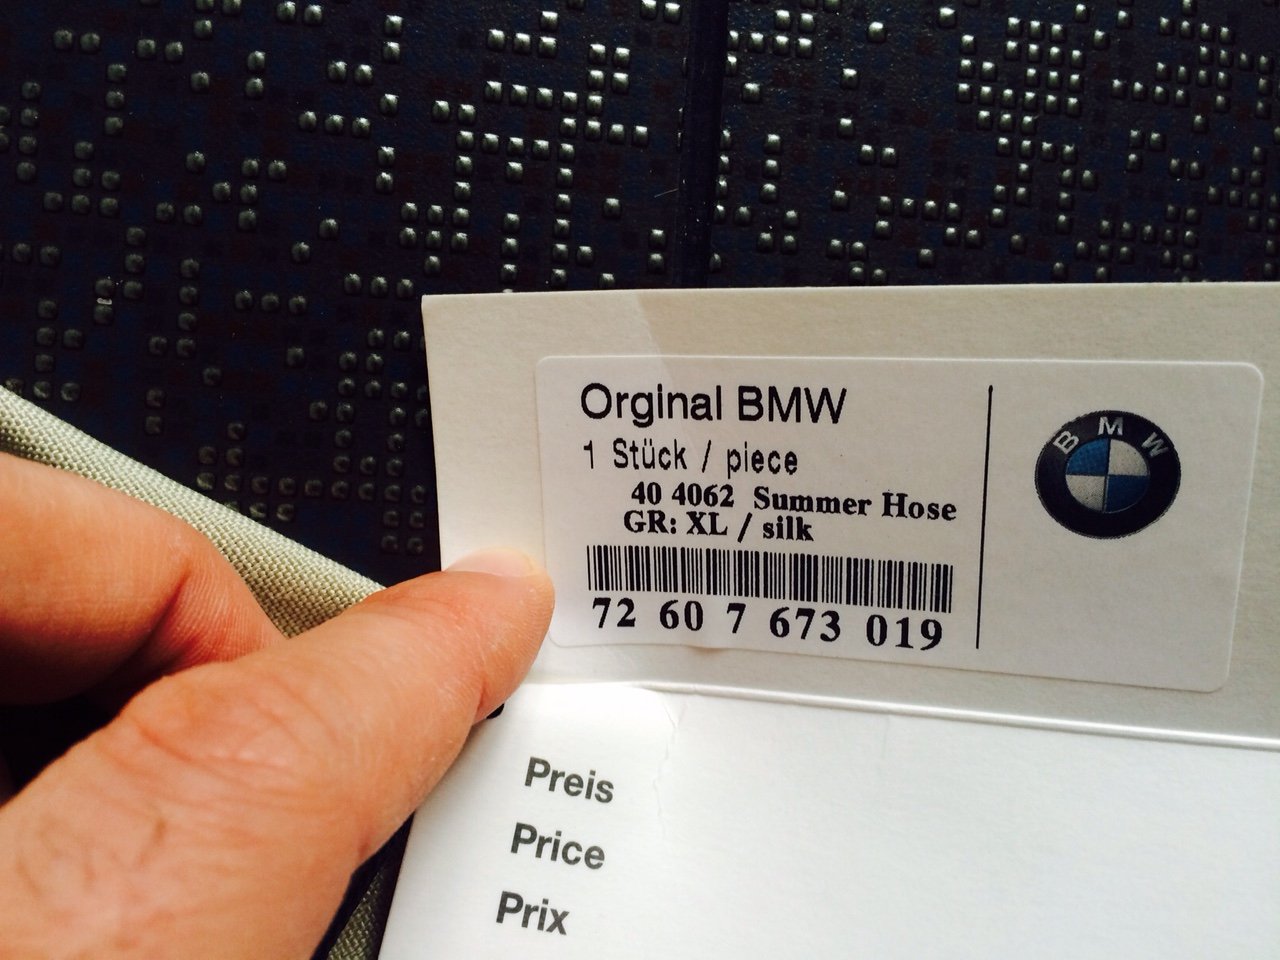 Orginal BMW
1 Stück / piece
40 4062 Summer Hose
GR: XL / silk
72 60 7 673 019
BMW
Preis
Price
Prix